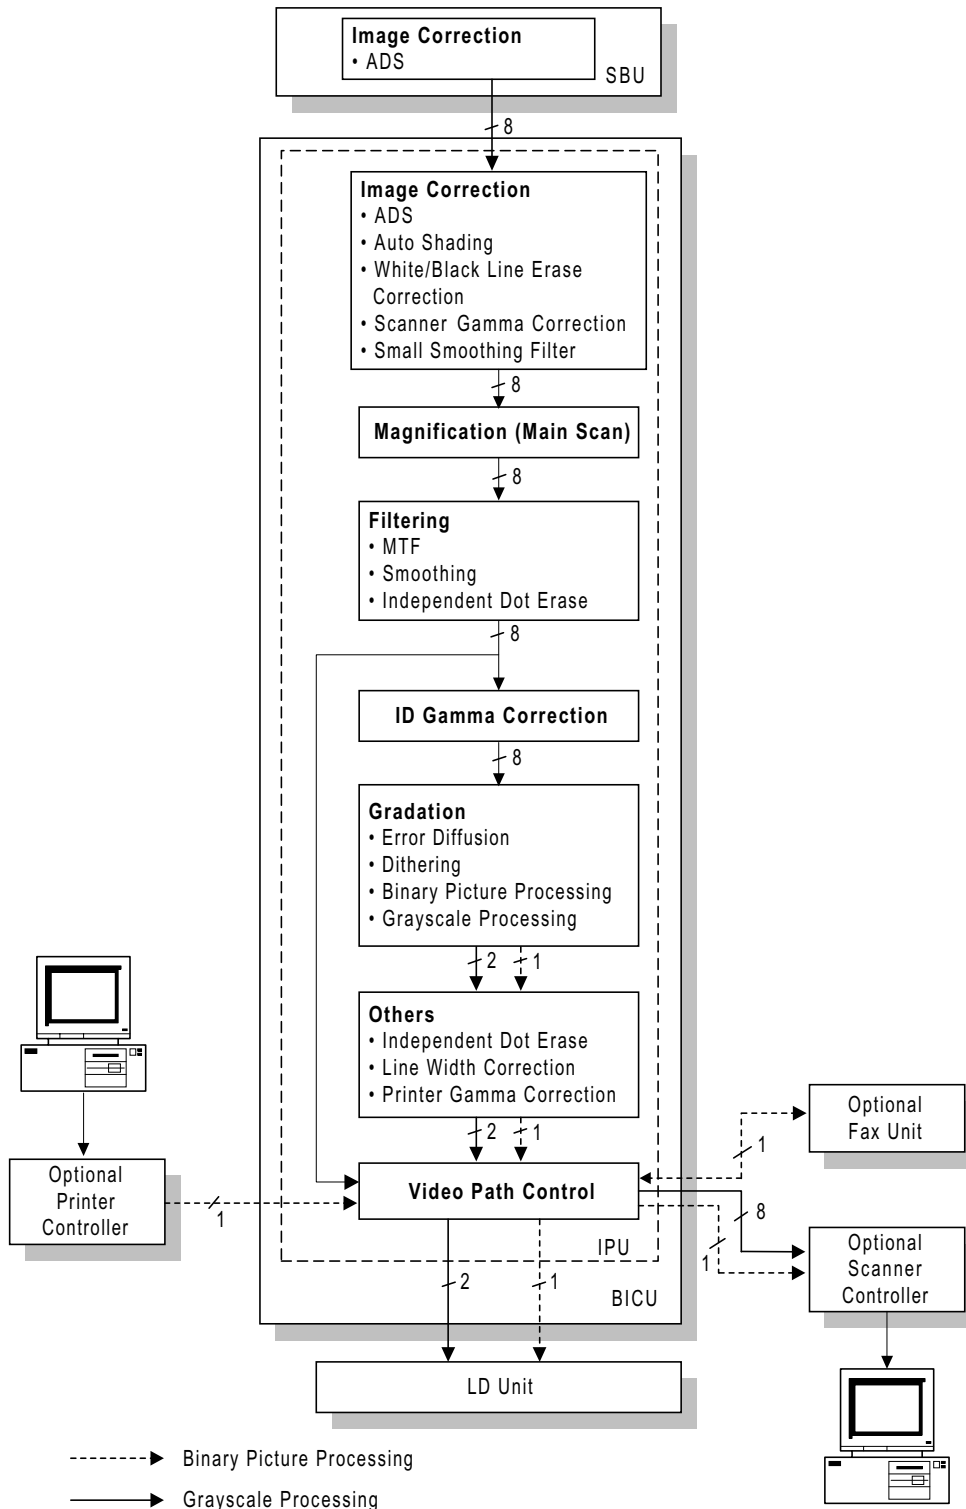 Image Correction
• ADS
SBU
8
Image Correction
• ADS
• Auto Shading
• White/Black Line Erase
Correction
• Scanner Gamma Correction
• Small Smoothing Filter
8
Magnification (Main Scan)
8
Filtering
• MTF
• Smoothing
• Independent Dot Erase
8
ID Gamma Correction
8
Gradation
• Error Diffusion
• Dithering
• Binary Picture Processing
• Grayscale Processing
2
1
Others
• Independent Dot Erase
• Line Width Correction
• Printer Gamma Correction
2
1
Optional
Fax Unit
1
Optional
Printer
Controller
1
Video Path Control
8
1
Optional
Scanner
Controller
IPU
2
1
BICU
LD Unit
Binary Picture Processing
Grayscale Processing